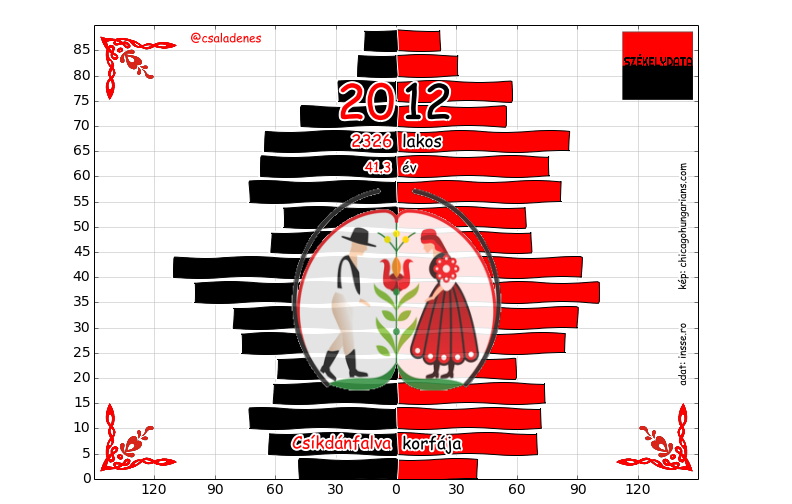 @csaladenes
SZÉKELYDATA
2012
2326 lakos
41,3 év
kép: chicagohungarians.com
adat: insse.ro
Csíkdánfalva korfája
85
80
75
70
65
60
55
50
45
40
35
30
25
20
15
10
5
0
120 90 60 30 0 30 60 90 120